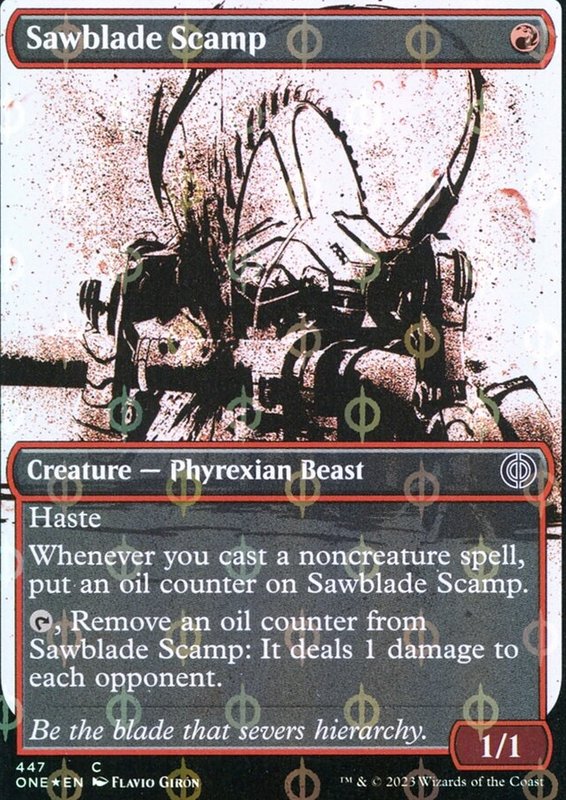 Sawblade Scamp
Creature — Phyrexian Beast
Haste
Whenever you cast a noncreature spell,
put an oil counter on Sawblade Scamp.
, Remove an oil counter from
Sawblade Scamp: It deals 1 damage to
each opponent.
Be the blade that severs hierarchy.
1/1
447 C
ONE★EN Flavio Girón
™ & © 2023 Wizards of the Coast